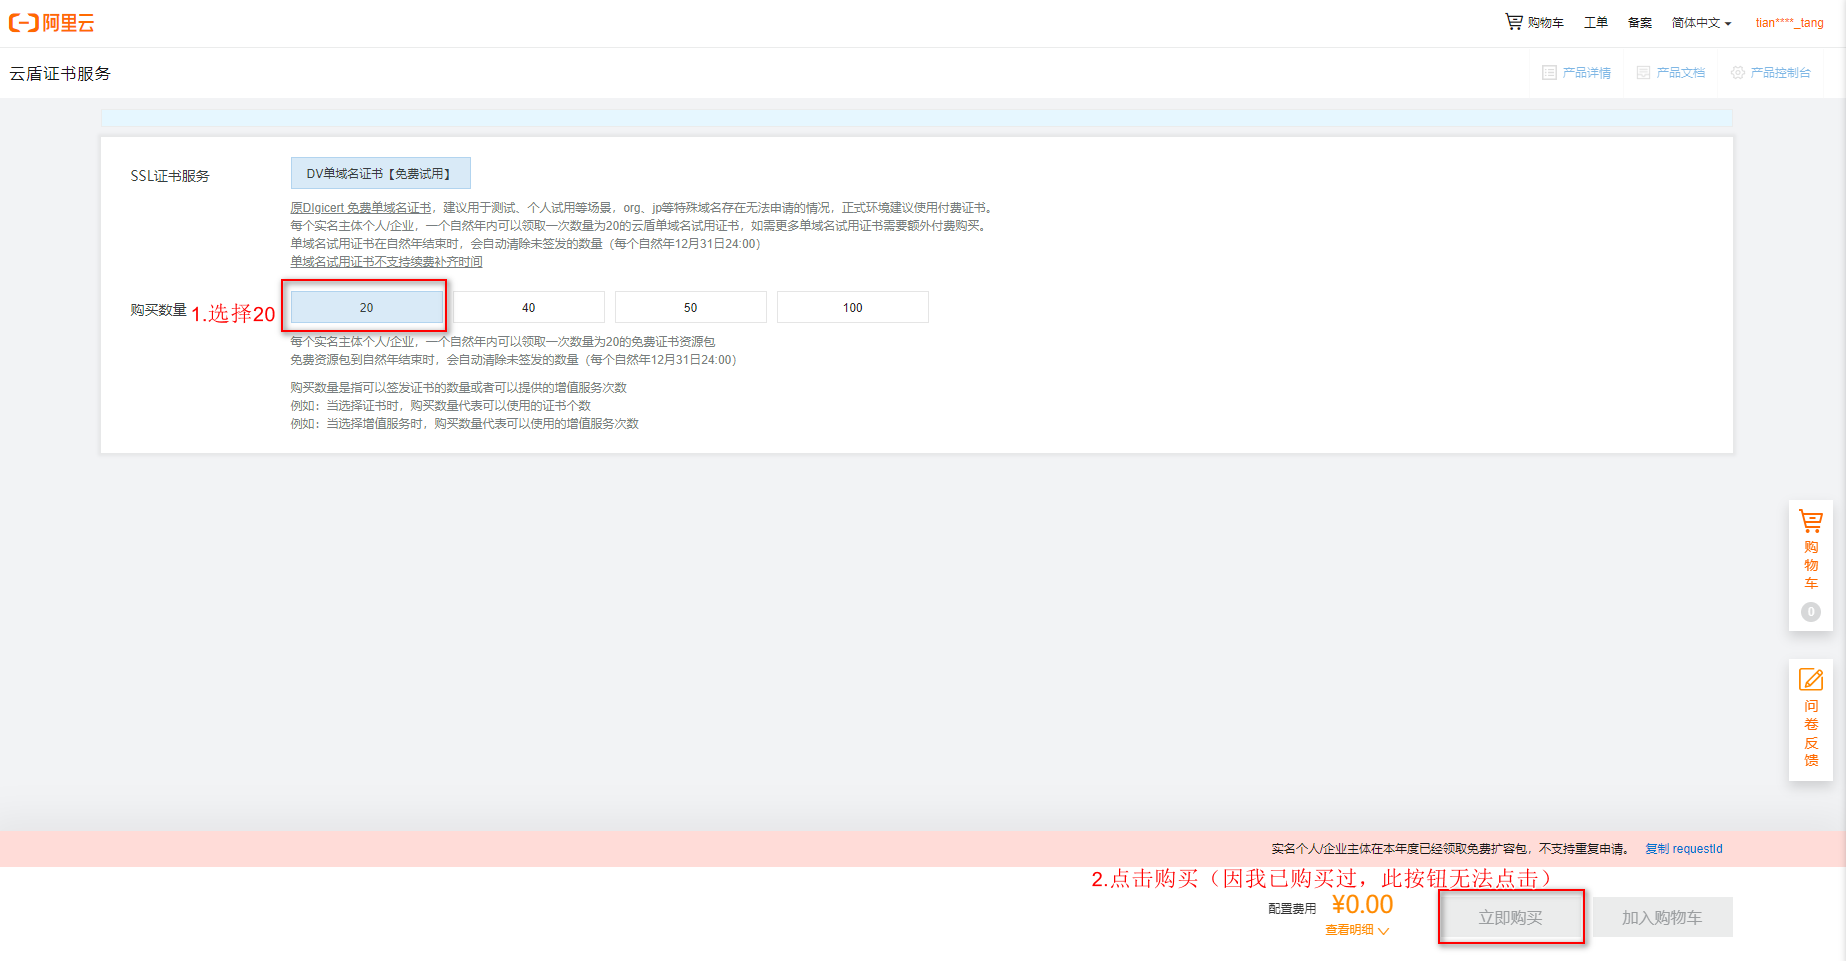 阿里云
购物车 工单 备案 简体中文 tian****_tang
云盾证书服务
产品详情 产品文档 产品控制台
SSL证书服务 DV单域名证书【免费试用】
原DIgicert 免费单域名证书，建议用于测试、个人试用等场景，org、jp等特殊域名存在无法申请的情况，正式环境建议使用付费证书。
每个实名主体个人/企业，一个自然年内可以领取一次数量为20的云盾单域名试用证书，如需更多单域名试用证书需要额外付费购买。
单域名试用证书在自然年结束时，会自动清除未签发的数量（每个自然年12月31日24:00）
单域名试用证书不支持续费补齐时间
购买数量 1.选择20 20 40 50 100
每个实名主体个人/企业，一个自然年内可以领取一次数量为20的免费证书资源包
免费资源包到自然年结束时，会自动清除未签发的数量（每个自然年12月31日24:00）
购买数量是指可以签发证书的数量或者可以提供的增值服务次数
例如：当选择证书时，购买数量代表可以使用的证书个数
例如：当选择增值服务时，购买数量代表可以使用的增值服务次数
购
物
车
0
问
卷
反
馈
实名个人/企业主体在本年度已经领取免费扩容包，不支持重复申请。 复制 requestId
2.点击购买（因我已购买过，此按钮无法点击）
配置费用 ¥0.00
查看明细
立即购买 加入购物车